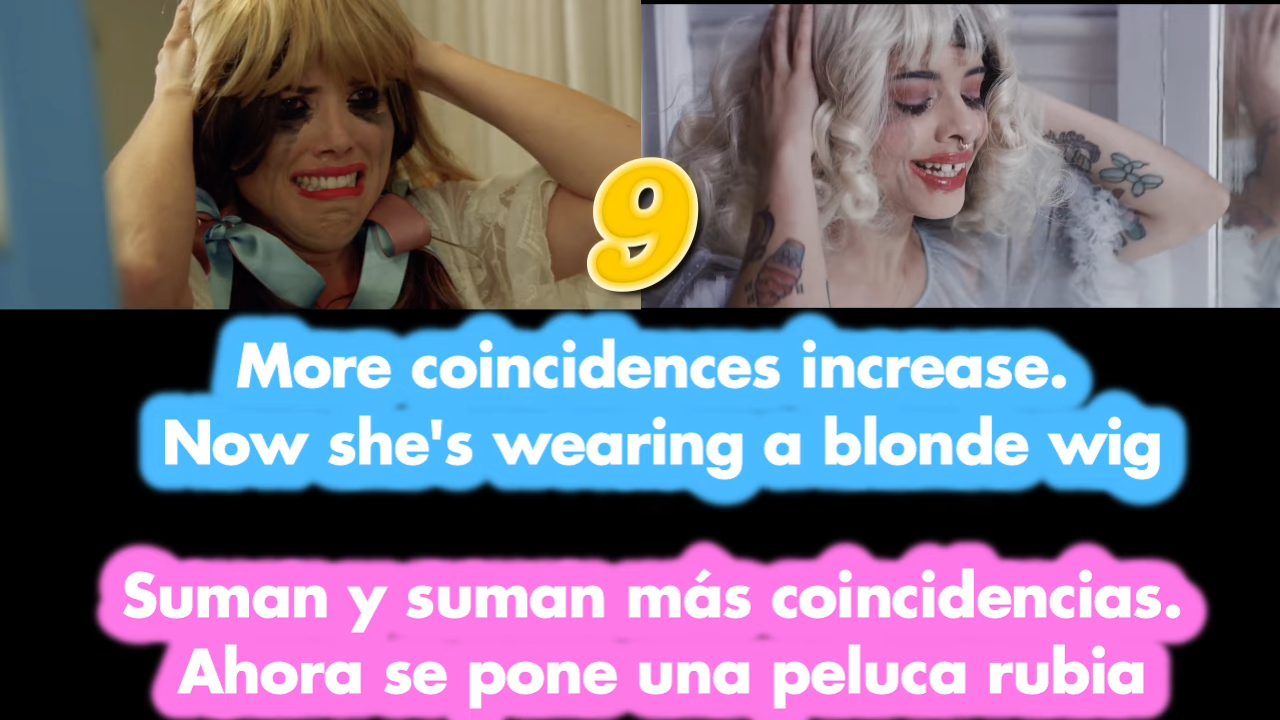 9
More coincidences increase.
Now she's wearing a blonde wig
Suman y suman más coincidencias.
Ahora se pone una peluca rubia